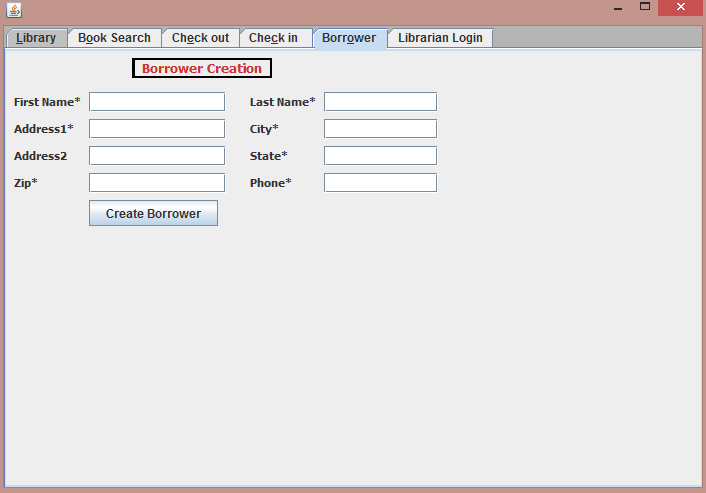 Library Book Search Check out Check in Borrower Librarian Login
Borrower Creation
First Name* Last Name*
Address1* City*
Address2 State*
Zip* Phone*
Create Borrower